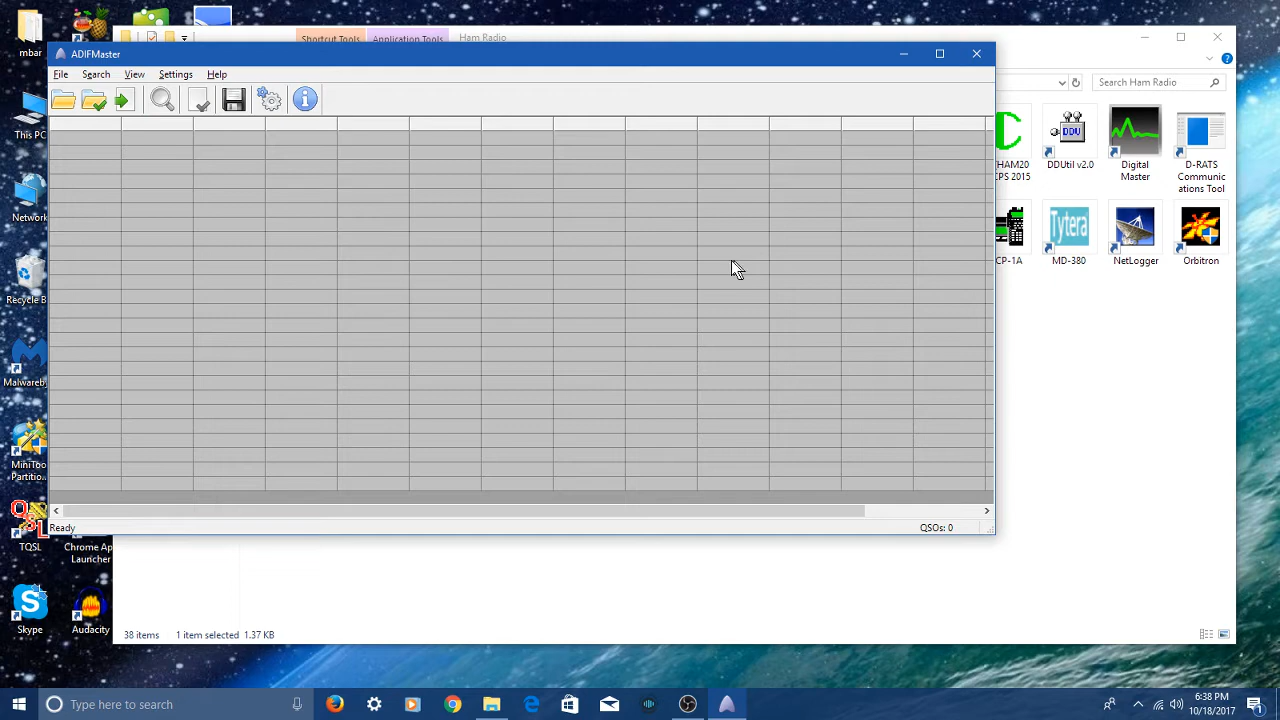 mbar
This PC
Network
Recycle B
Malwareby
MiniToo
Partitio...
TQSL
Chrome Ap
Launcher
Skype
Audacity
Shortcut Tools
Application Tools
Ham Radio
ADIFMaster
File
Search
View
Settings
Help
Ready
QSOs: 0
Search Ham Radio
HAM20
CPS 2015
DDU
DDUtil v2.0
Digital
Master
D-RATS
Communic
ations Tool
CP-1A
Tytera
MD-380
NetLogger
Orbitron
38 items
1 item selected
1.37 KB
Type here to search
6:38 PM
10/18/2017